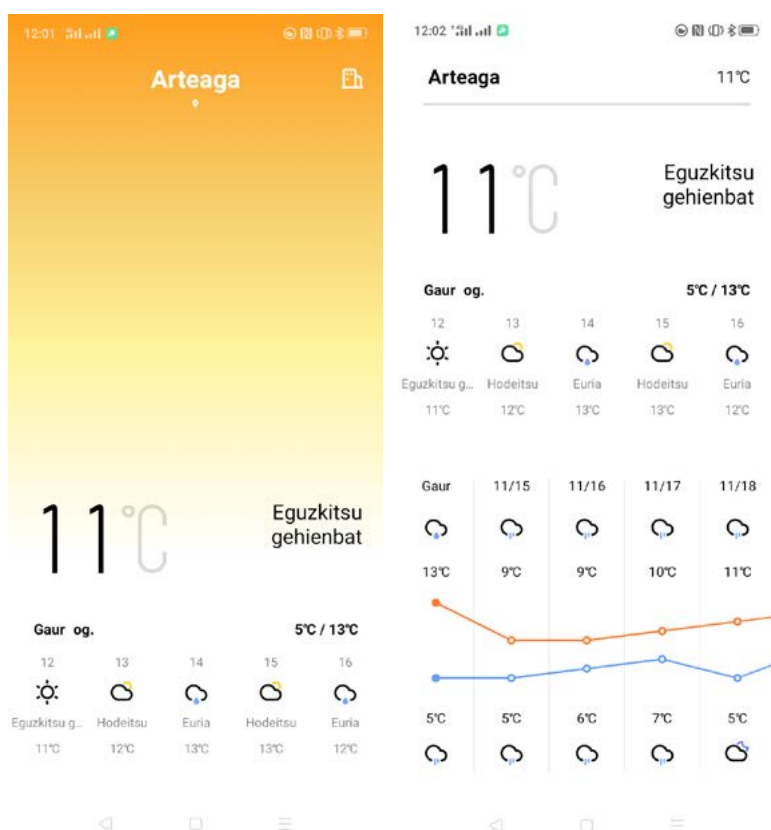 12:01
Arteaga
11°C
Eguzkitsu
gehienbat
Gaur og. 5°C / 13°C
12 13 14 15 16
Eguzkitsu g... Hodeitsu Euria Hodeitsu Euria
11°C 12°C 13°C 13°C 12°C
12:02
Arteaga 11°C
11°C
Eguzkitsu
gehienbat
Gaur og. 5°C / 13°C
12 13 14 15 16
Eguzkitsu g... Hodeitsu Euria Hodeitsu Euria
11°C 12°C 13°C 13°C 12°C
Gaur 11/15 11/16 11/17 11/18
13°C 9°C 9°C 10°C 11°C
5°C 5°C 6°C 7°C 5°C